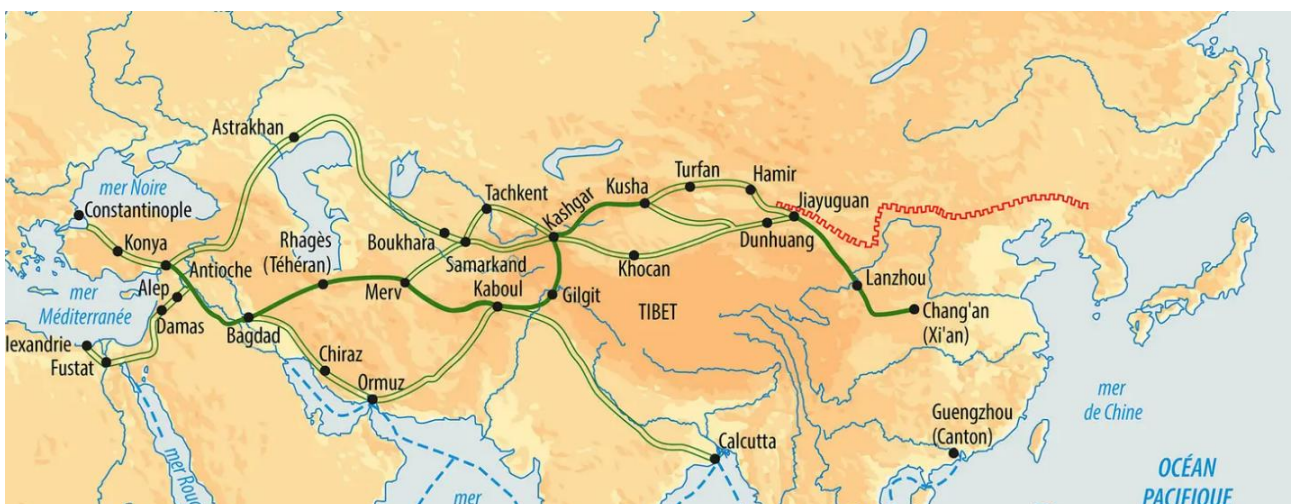 Astrakhan
mer Noire
Constantinople
Konya
Antioche
Alep
mer
Méditerranée
Damas
lexandrie
Fustat
Bagdad
Rhagès
(Téhéran)
Merv
Boukhara
Samarkand
Tachkent
Kashgar
Kaboul
Gilgit
Chiraz
Ormuz
Kusha
Turfan
Hamir
Jiayuguan
Dunhuang
Khocan
TIBET
Lanzhou
Chang'an
(Xi'an)
Guengzhou
(Canton)
Calcutta
mer
de Chine
OCÉAN
PACIFIQUE
mer Roug
mer